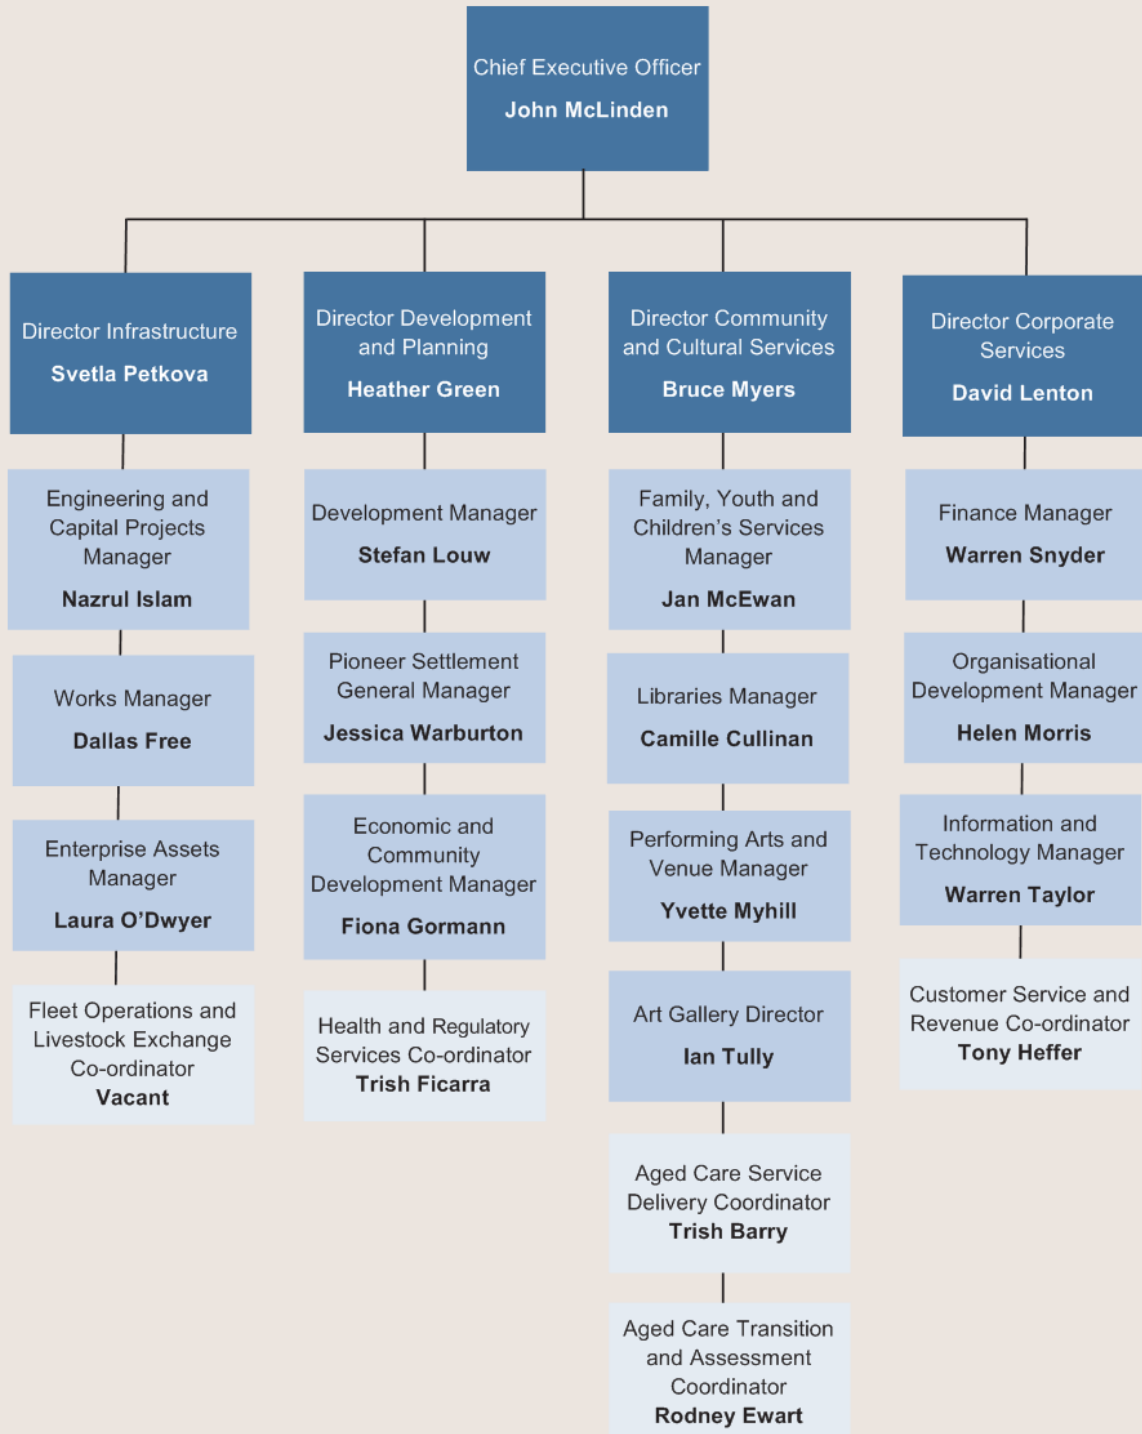 Chief Executive Officer
John McLinden
Director Infrastructure
Svetla Petkova
Engineering and
Capital Projects
Manager
Nazrul Islam
Works Manager
Dallas Free
Enterprise Assets
Manager
Laura O’Dwyer
Fleet Operations and
Livestock Exchange
Co-ordinator
Vacant
Director Development
and Planning
Heather Green
Development Manager
Stefan Louw
Pioneer Settlement
General Manager
Jessica Warburton
Economic and
Community
Development Manager
Fiona Gormann
Health and Regulatory
Services Co-ordinator
Trish Ficarra
Director Community
and Cultural Services
Bruce Myers
Family, Youth and
Children’s Services
Manager
Jan McEwan
Libraries Manager
Camille Cullinan
Performing Arts and
Venue Manager
Yvette Myhill
Art Gallery Director
Ian Tully
Aged Care Service
Delivery Coordinator
Trish Barry
Aged Care Transition
and Assessment
Coordinator
Rodney Ewart
Director Corporate
Services
David Lenton
Finance Manager
Warren Snyder
Organisational
Development Manager
Helen Morris
Information and
Technology Manager
Warren Taylor
Customer Service and
Revenue Co-ordinator
Tony Heffer